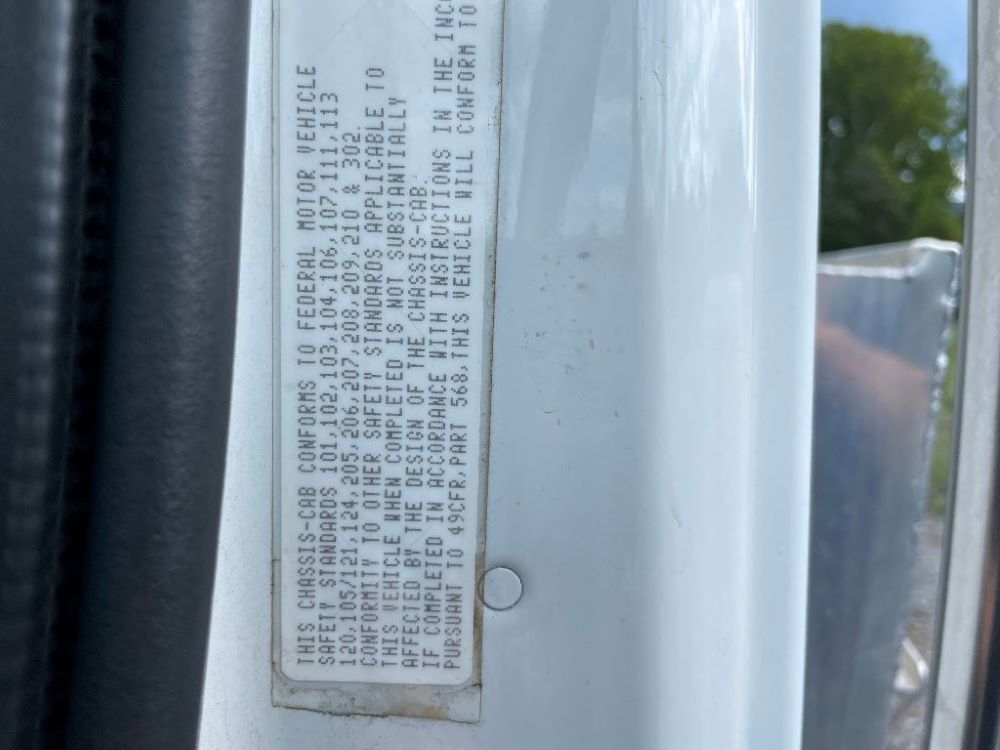 THIS CHASSIS-CAB CONFORMS TO FEDERAL MOTOR VEHICLE
SAFETY STANDARDS 101,102,103,104,106,107,111,113
120,105/121,124,205,206,207,208,209,210 & 302.
CONFORMITY TO OTHER SAFETY STANDARDS APPLICABLE TO
THIS VEHICLE WHEN COMPLETED IS NOT SUBSTANTIALLY
AFFECTED BY THE DESIGN OF THE CHASSIS-CAB.
IF COMPLETED IN ACCORDANCE WITH INSTRUCTIONS IN THE
PURSUANT TO 49CFR,PART 568,THIS VEHICLE WILL CONFORM TO